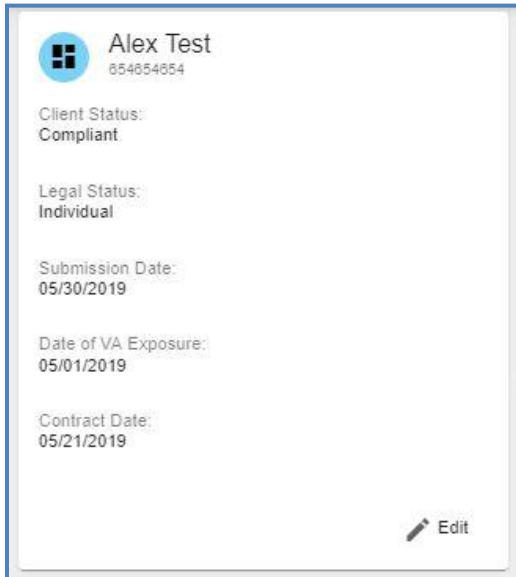 Alex Test
654654654
Client Status:
Compliant
Legal Status:
Individual
Submission Date:
05/30/2019
Date of VA Exposure:
05/01/2019
Contract Date:
05/21/2019
Edit